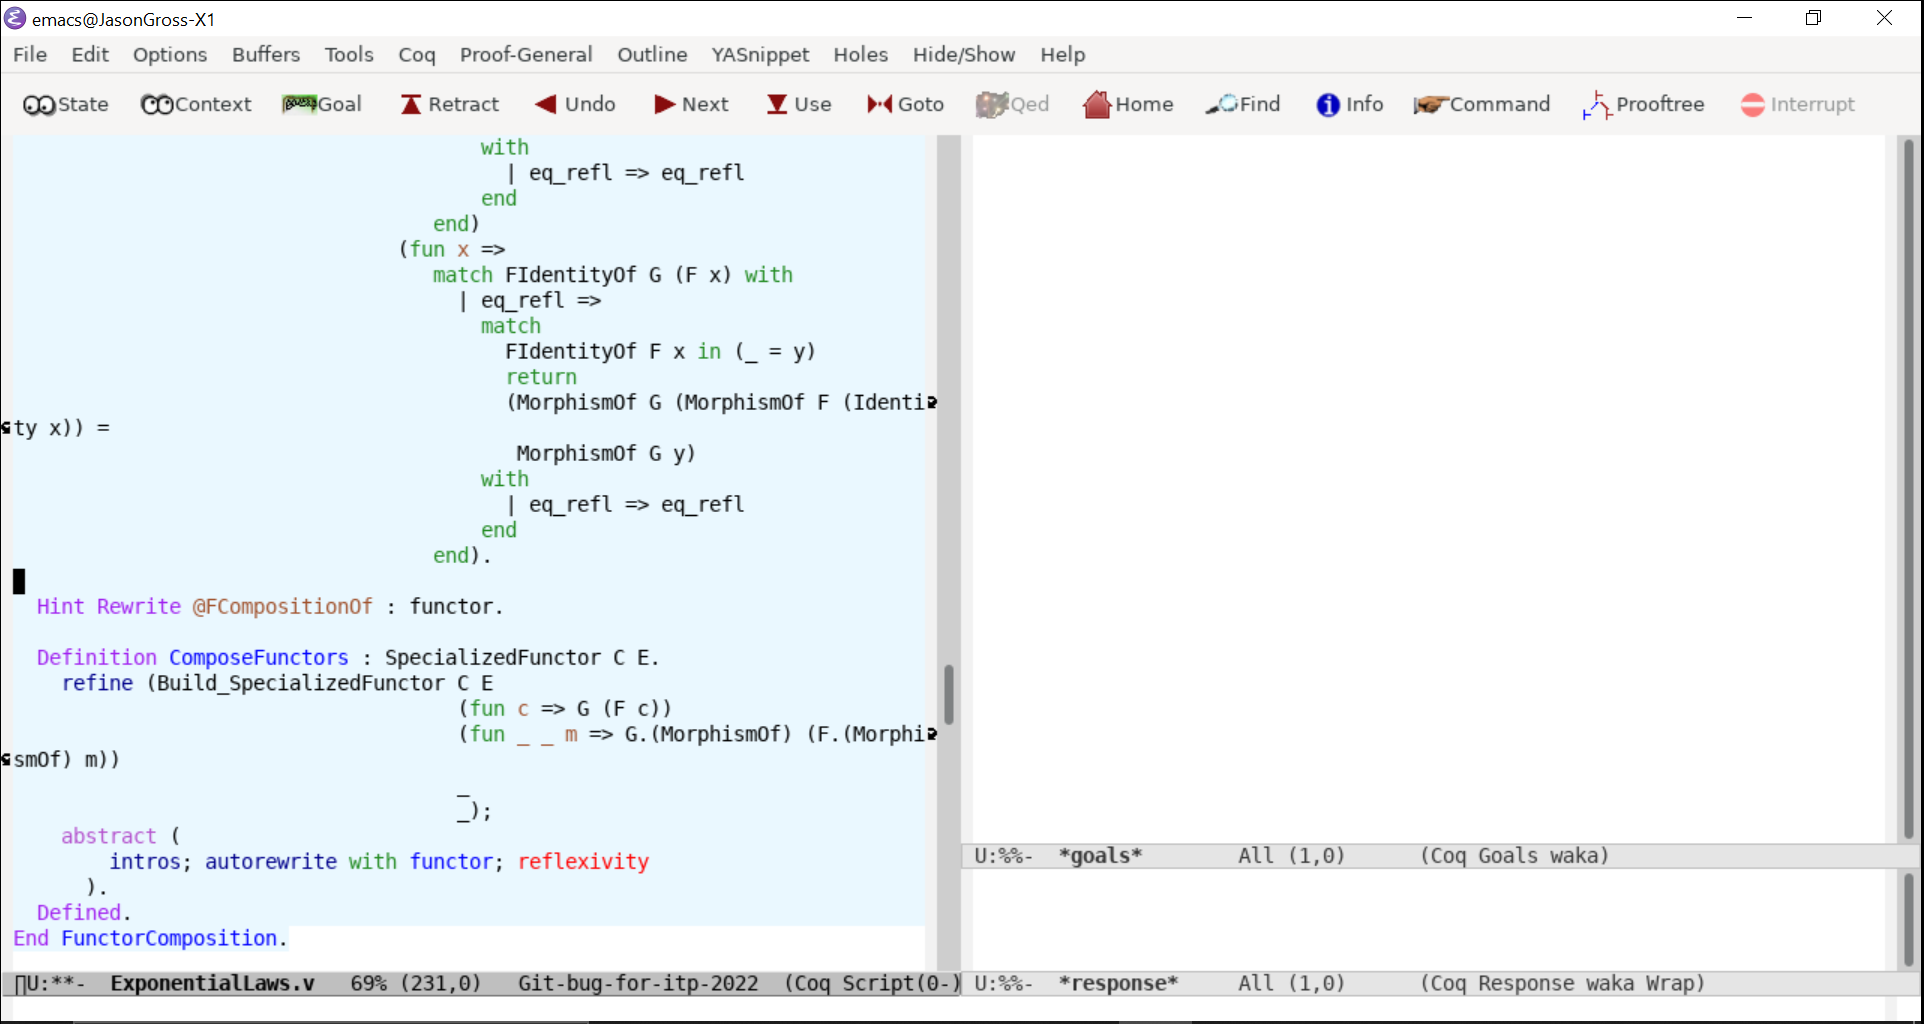 emacs@JasonGross-X1
File Edit Options Buffers Tools Coq Proof-General Outline YASnippet Holes Hide/Show Help
State Context Goal Retract Undo Next Use Goto Qed Home Find Info Command Prooftree Interrupt
with
| eq_refl => eq_refl
end
end)
(fun x =>
match FIdentityOf G (F x) with
| eq_refl =>
match
FIdentityOf F x in (_ = y)
return
(MorphismOf G (MorphismOf F (Identi
ty x)) =
MorphismOf G y)
with
| eq_refl => eq_refl
end
end).
Hint Rewrite @FCompositionOf : functor.
Definition ComposeFunctors : SpecializedFunctor C E.
refine (Build_SpecializedFunctor C E
(fun c => G (F c))
(fun _ _ m => G.(MorphismOf) (F.(Morphi
smOf) m))
_
_);
abstract (
intros; autorewrite with functor; reflexivity
).
Defined.
End FunctorComposition.
U:**-  ExponentialLaws.v   69% (231,0)   Git-bug-for-itp-2022  (Coq Script(0-)
U:%%-  *goals*        All (1,0)      (Coq Goals waka)
U:%%-  *response*     All (1,0)      (Coq Response waka Wrap)